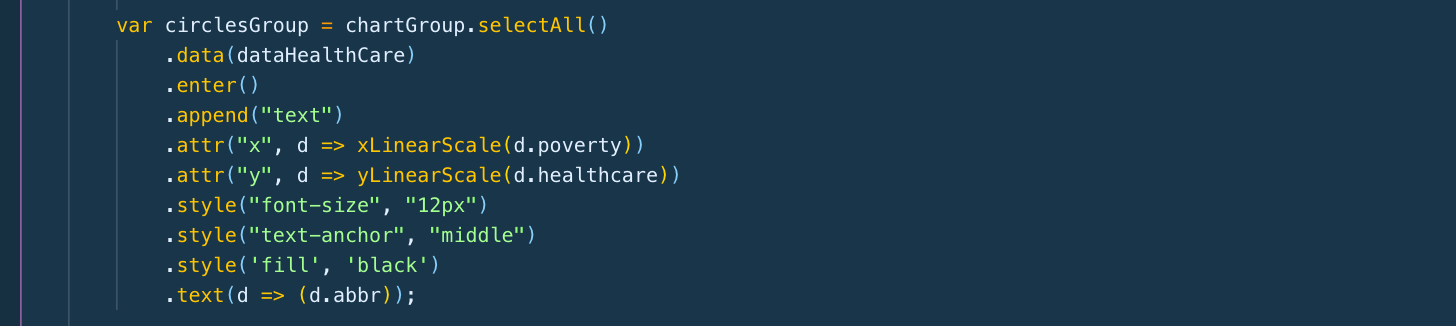 var circlesGroup = chartGroup.selectAll()
.data(dataHealthCare)
.enter()
.append("text")
.attr("x", d => xLinearScale(d.poverty))
.attr("y", d => yLinearScale(d.healthcare))
.style("font-size", "12px")
.style("text-anchor", "middle")
.style('fill', 'black')
.text(d => (d.abbr));